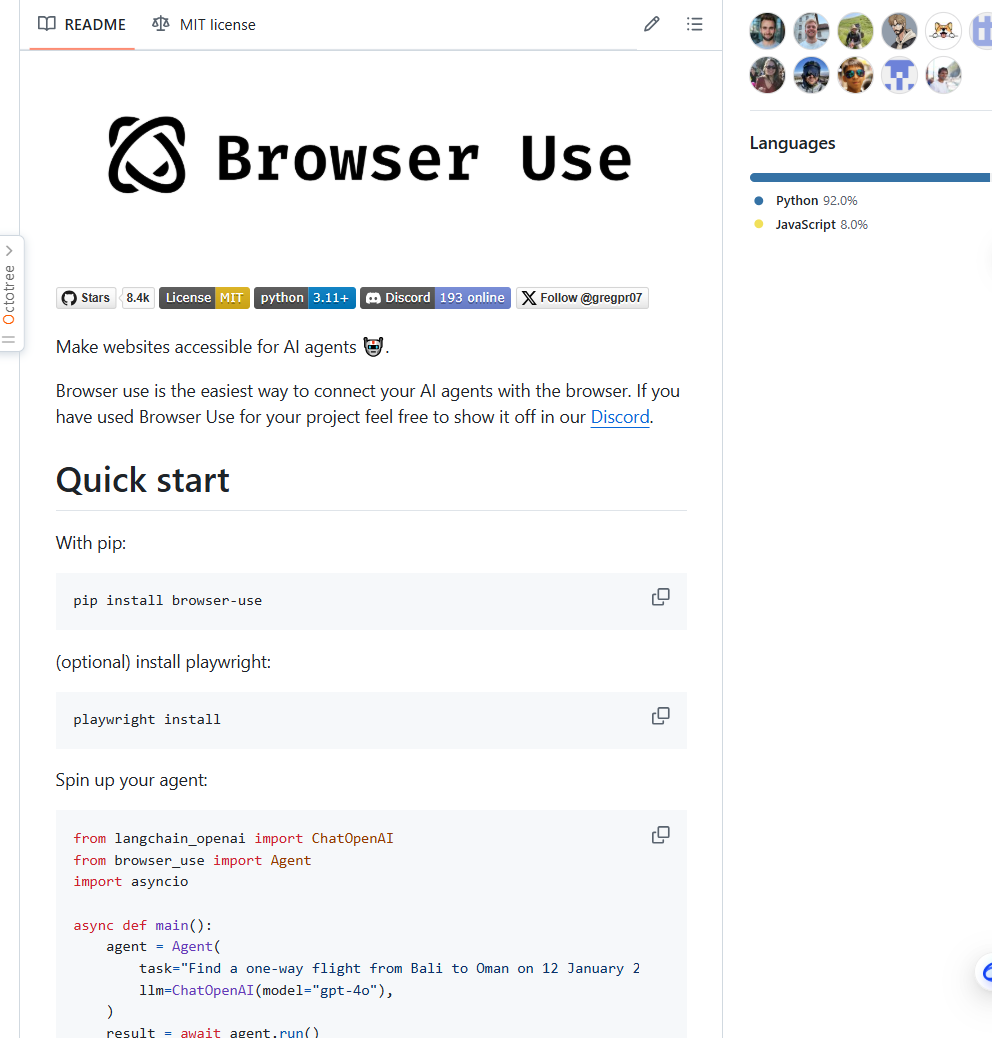 README MIT license
Browser Use
Stars 8.4k License MIT python 3.11+ Discord 193 online Follow @gregpr07
Make websites accessible for AI agents 🤖.
Browser use is the easiest way to connect your AI agents with the browser. If you
have used Browser Use for your project feel free to show it off in our Discord.
Quick start
With pip:
pip install browser-use
(optional) install playwright:
playwright install
Spin up your agent:
from langchain_openai import ChatOpenAI
from browser_use import Agent
import asyncio
async def main():
    agent = Agent(
        task="Find a one-way flight from Bali to Oman on 12 January 2
        llm=ChatOpenAI(model="gpt-4o"),
    )
    result = await agent.run()
Octotree
Languages
Python 92.0%
JavaScript 8.0%